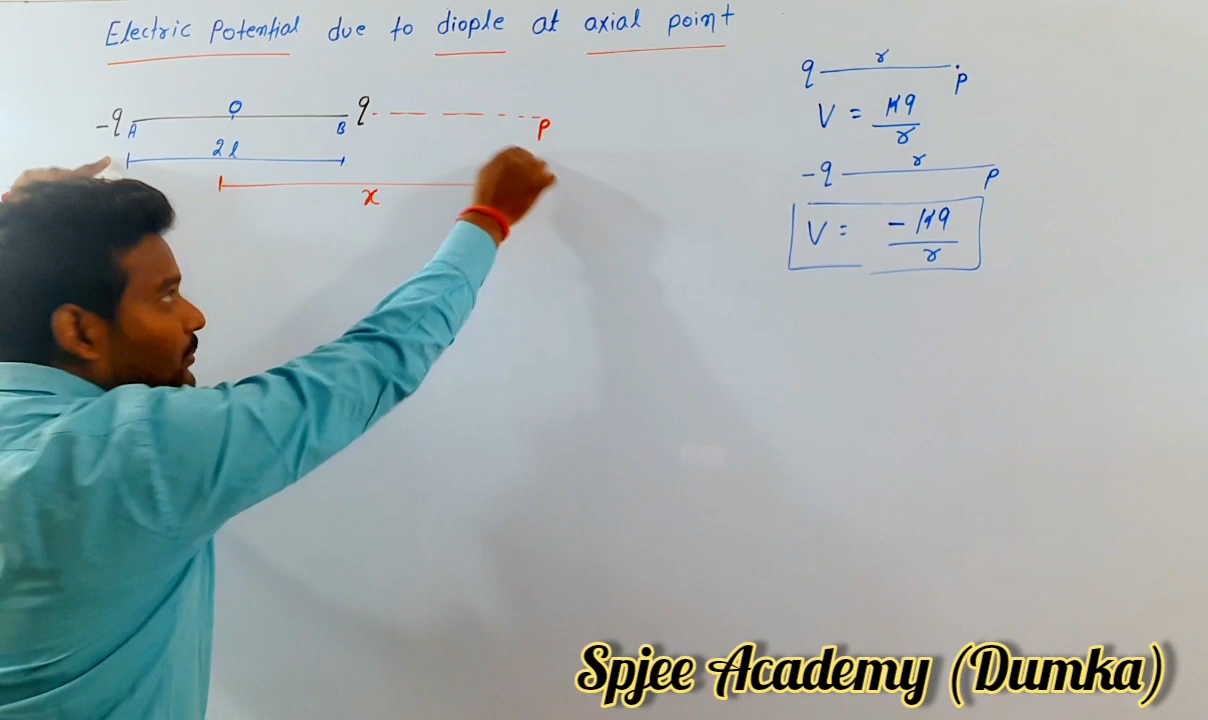 Electric Potential due to diople at axial point
-q A O B q P
2l
x
q r P
V = Kq/r
-q r P
V = -Kq/r
Spjee Academy (Dumka)